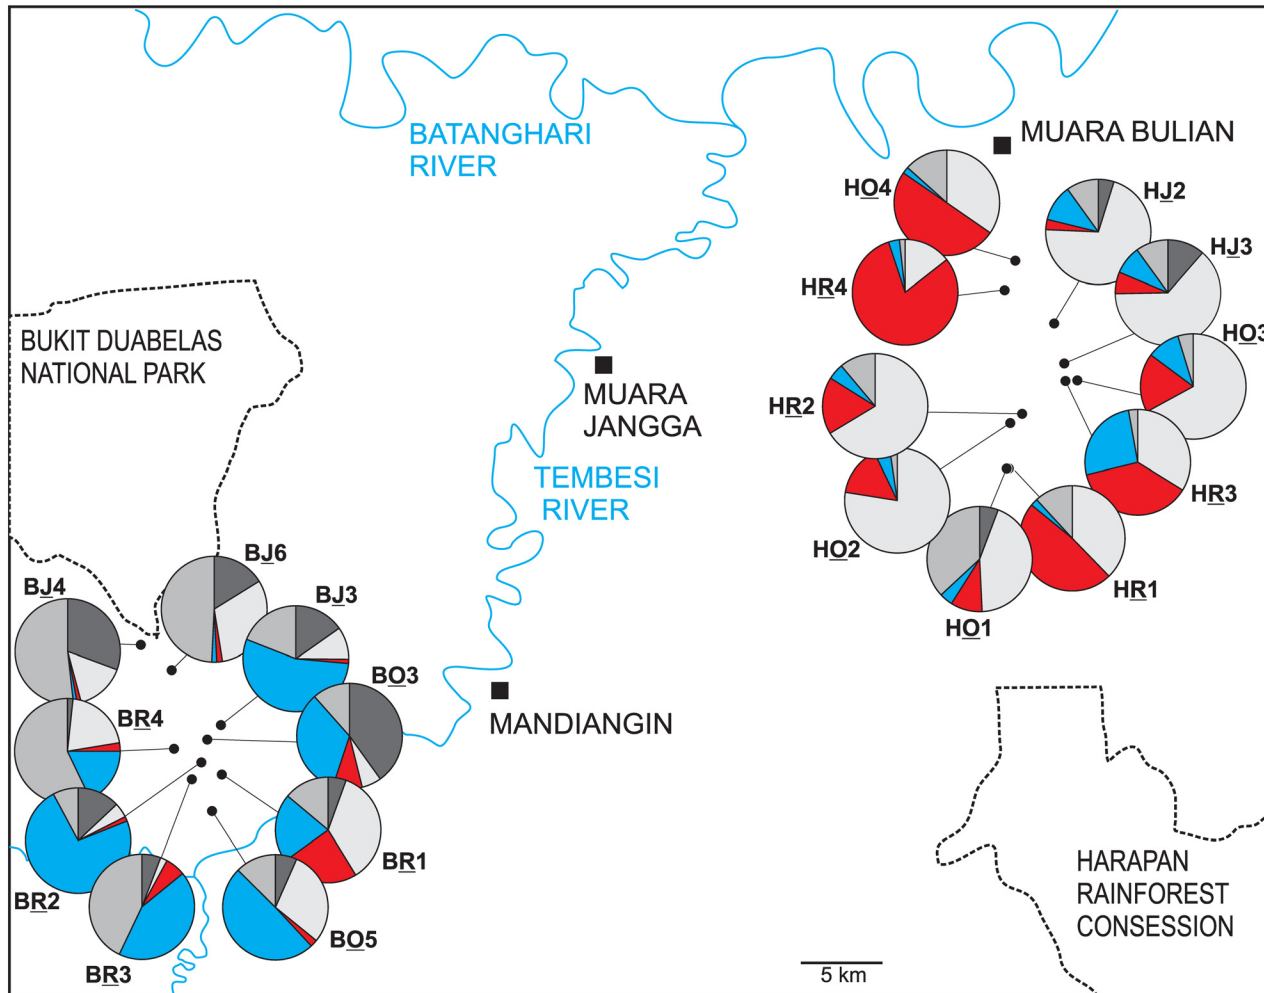 BATANGHARI
RIVER
MUARA BULIAN
HO4
HJ2
HR4
HJ3
BUKIT DUABELAS
NATIONAL PARK
HO3
MUARA
JANGGA
HR2
TEMBESI
RIVER
HR3
HO2
BJ6
BJ4
BJ3
HR1
HO1
BO3
BR4
MANDIANGIN
BR1
HARAPAN
RAINFOREST
CONSESSION
BR2
BO5
BR3
5 km